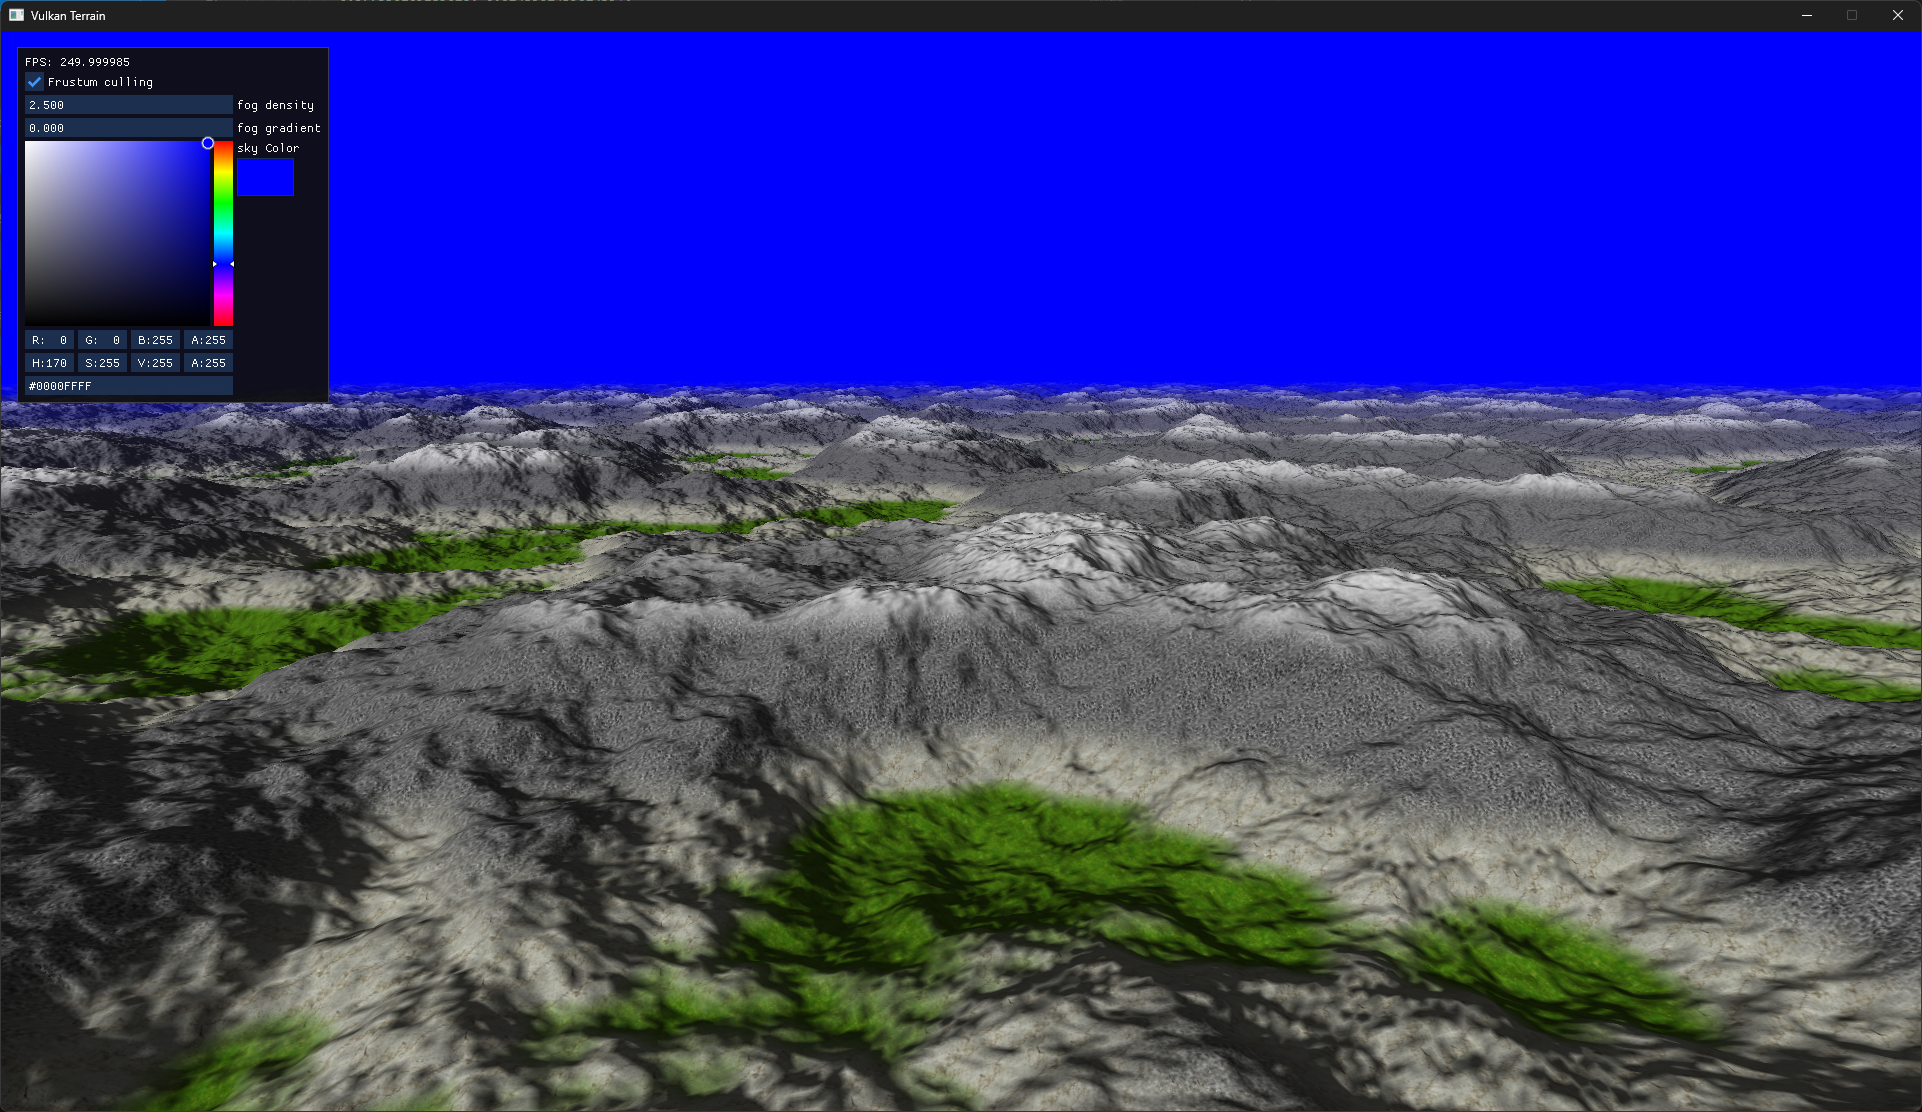 Vulkan Terrain
FPS: 249.999985
Frustum culling
2.500 fog density
0.000 fog gradient
sky Color
R: 0 G: 0 B:255 A:255
H:170 S:255 V:255 A:255
#0000FFFF